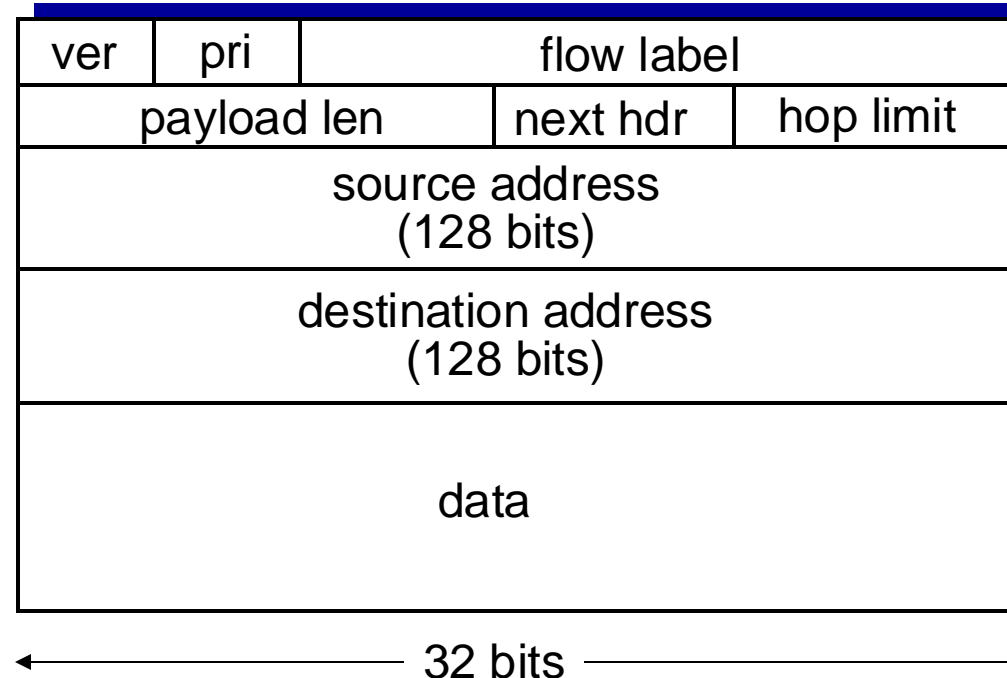 ver pri flow label
payload len next hdr hop limit
source address
(128 bits)
destination address
(128 bits)
data
32 bits